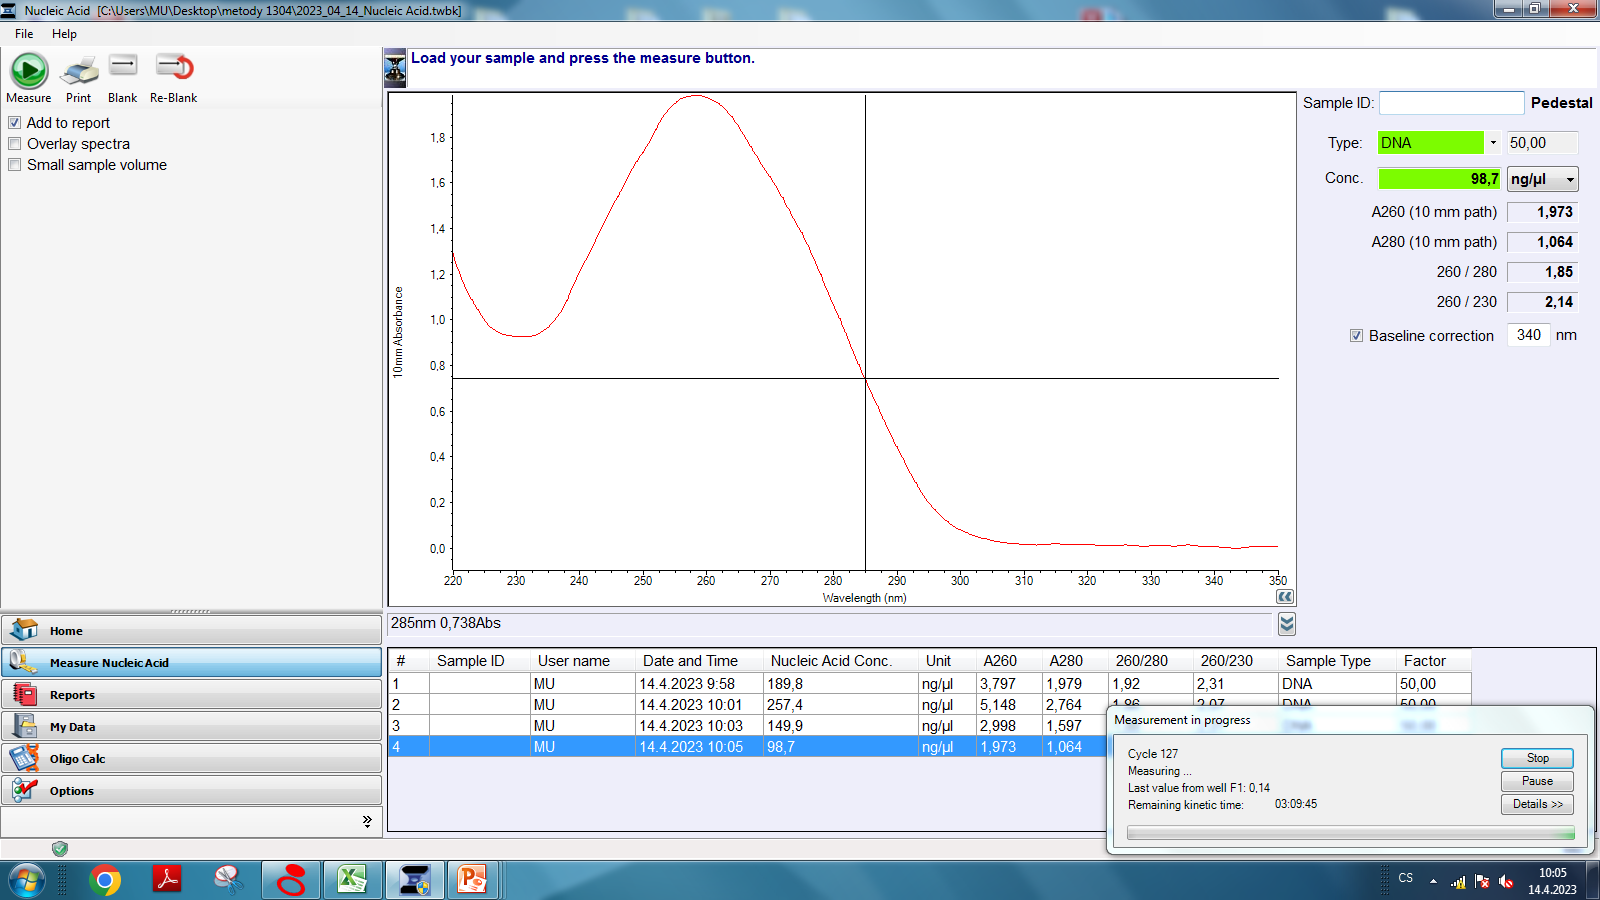 Nucleic Acid [C:\Users\MU\Desktop\metody 1304\2023_04_14_Nucleic Acid.twbk]
File Help
Measure Print Blank Re-Blank
Add to report
Overlay spectra
Small sample volume
Home
Measure Nucleic Acid
Reports
My Data
Oligo Calc
Options
Load your sample and press the measure button.
10mm Absorbance
1,8
1,6
1,4
1,2
1,0
0,8
0,6
0,4
0,2
0,0
220 230 240 250 260 270 280 290 300 310 320 330 340 350
Wavelength (nm)
285nm 0,738Abs
Sample ID: Pedestal
Type: DNA 50,00
Conc. 98,7 ng/µl
A260 (10 mm path) 1,973
A280 (10 mm path) 1,064
260 / 280 1,85
260 / 230 2,14
Baseline correction 340 nm
# Sample ID User name Date and Time Nucleic Acid Conc. Unit A260 A280 260/280 260/230 Sample Type Factor
1 MU 14.4.2023 9:58 189,8 ng/µl 3,797 1,979 1,92 2,31 DNA 50,00
2 MU 14.4.2023 10:01 257,4 ng/µl 5,148 2,764 1,86 2,07 DNA 50,00
3 MU 14.4.2023 10:03 149,9 ng/µl 2,998 1,597
4 MU 14.4.2023 10:05 98,7 ng/µl 1,973 1,064
Measurement in progress
Cycle 127
Measuring ...
Last value from well F1: 0,14
Remaining kinetic time: 03:09:45
Stop
Pause
Details >>
CS
10:05
14.4.2023